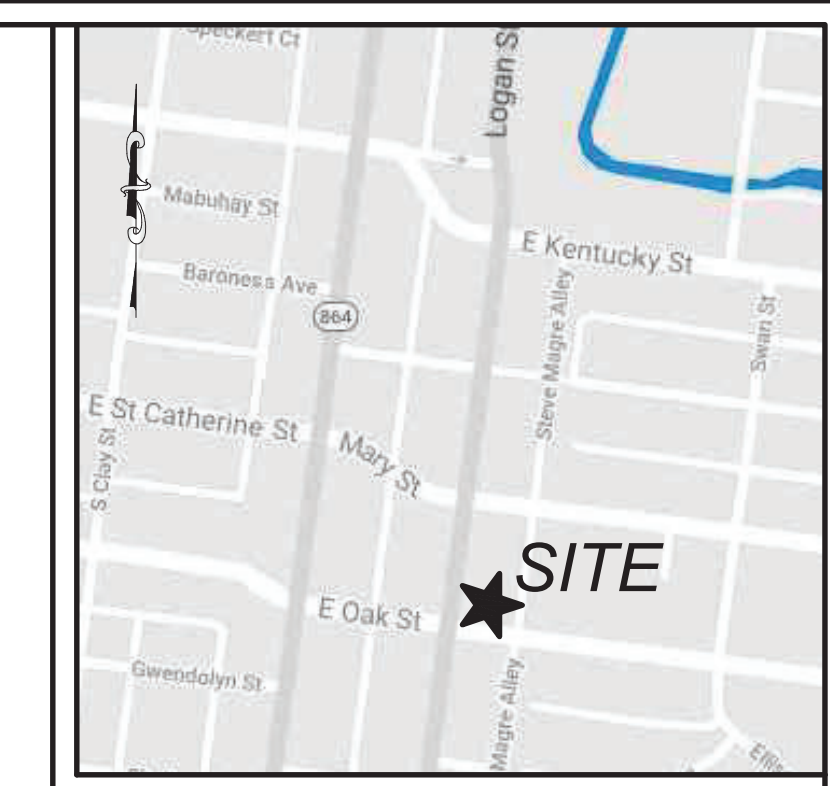 Speckert Ct
Logan St
Mabuhay St
E Kentucky St
Baroness Ave
864
Steve Magre Alley
Swan St
E St Catherine St
Mary St
S Clay St
SITE
E Oak St
Gwendolyn St
Magre Alley